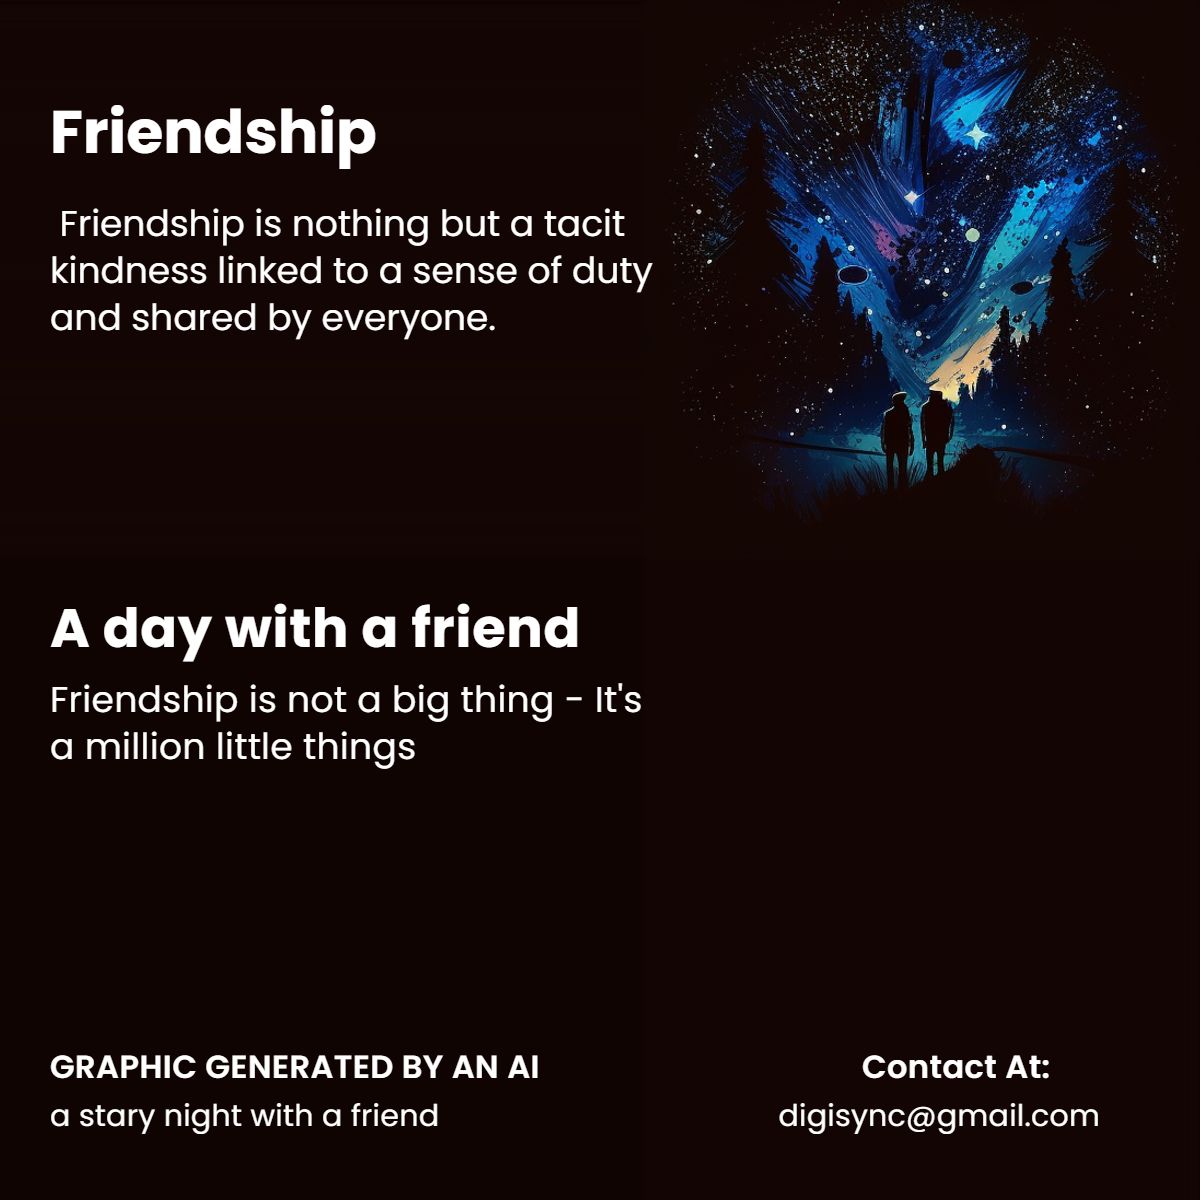 Friendship
Friendship is nothing but a tacit
kindness linked to a sense of duty
and shared by everyone.
A day with a friend
Friendship is not a big thing - It's
a million little things
GRAPHIC GENERATED BY AN AI
a stary night with a friend
Contact At:
digisync@gmail.com